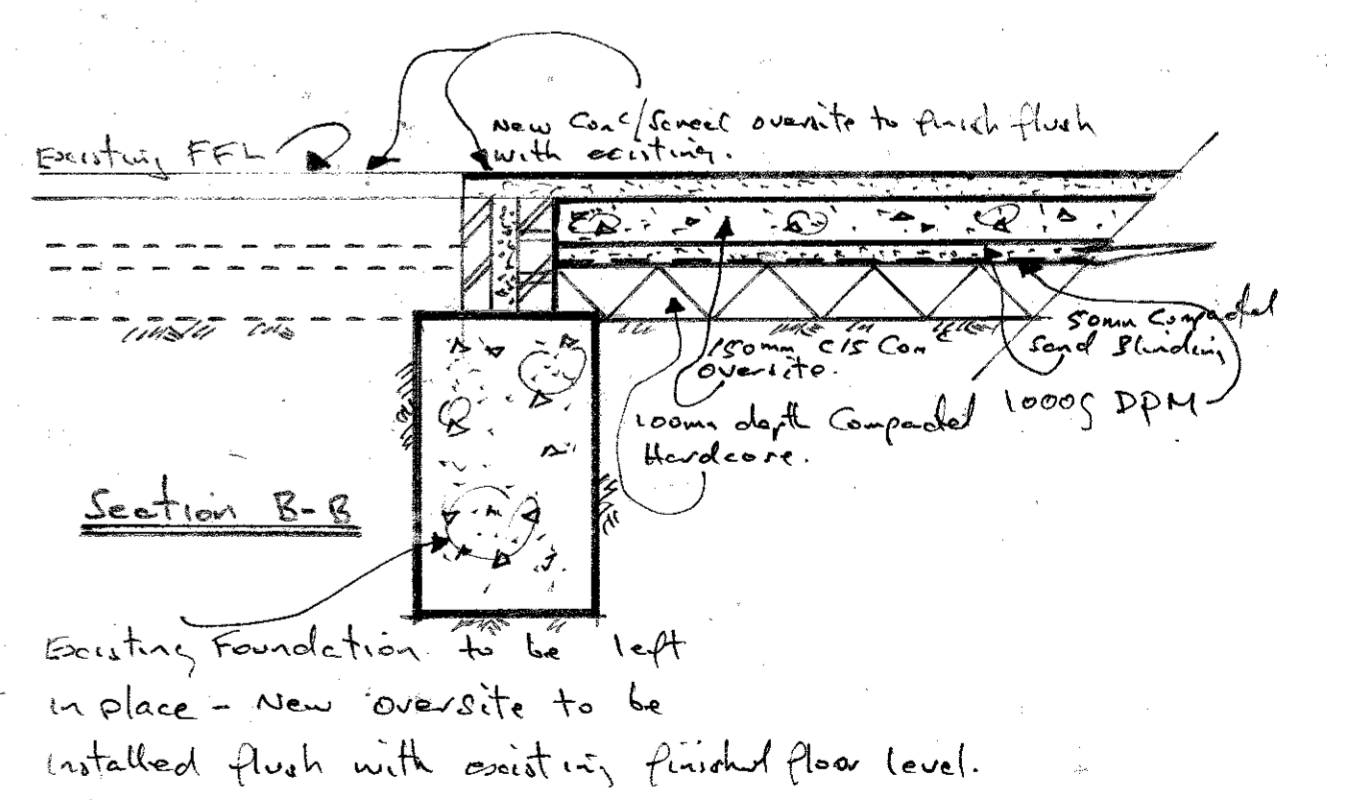 New Conc/Screed oversite to finish flush
with existing.
Existing FFL
50mm Compacted
Sand Blinding
150mm C15 Conc
oversite.
1000g DPM
100mm depth Compacted
Hardcore.
Section B-B
Existing Foundation to be left
in place - New oversite to be
installed flush with existing finished floor level.